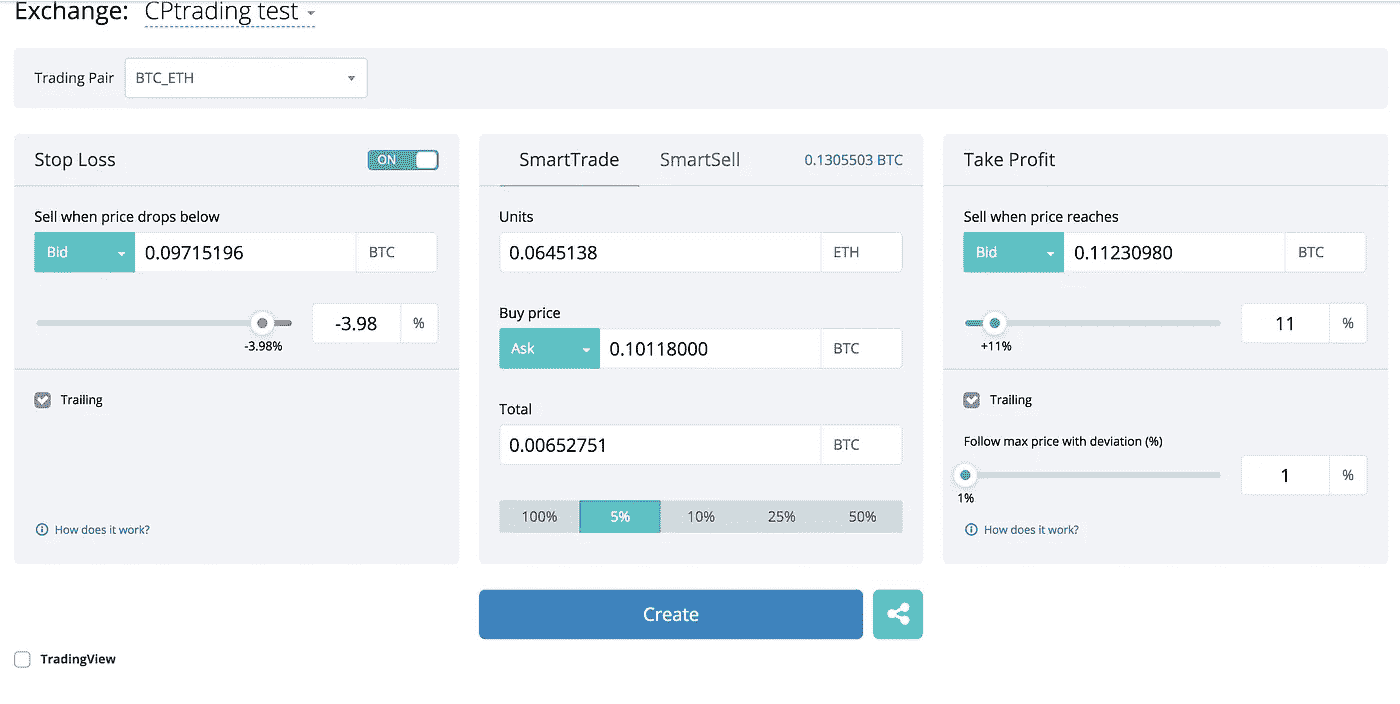 Exchange: CPtrading test
Trading Pair BTC_ETH
Stop Loss ON
Sell when price drops below
Bid 0.09715196 BTC
-3.98 %
-3.98%
Trailing
How does it work?
SmartTrade SmartSell 0.1305503 BTC
Units
0.0645138 ETH
Buy price
Ask 0.10118000 BTC
Total
0.00652751 BTC
100% 5% 10% 25% 50%
Take Profit
Sell when price reaches
Bid 0.11230980 BTC
11 %
+11%
Trailing
Follow max price with deviation (%)
1 %
1%
How does it work?
Create
TradingView